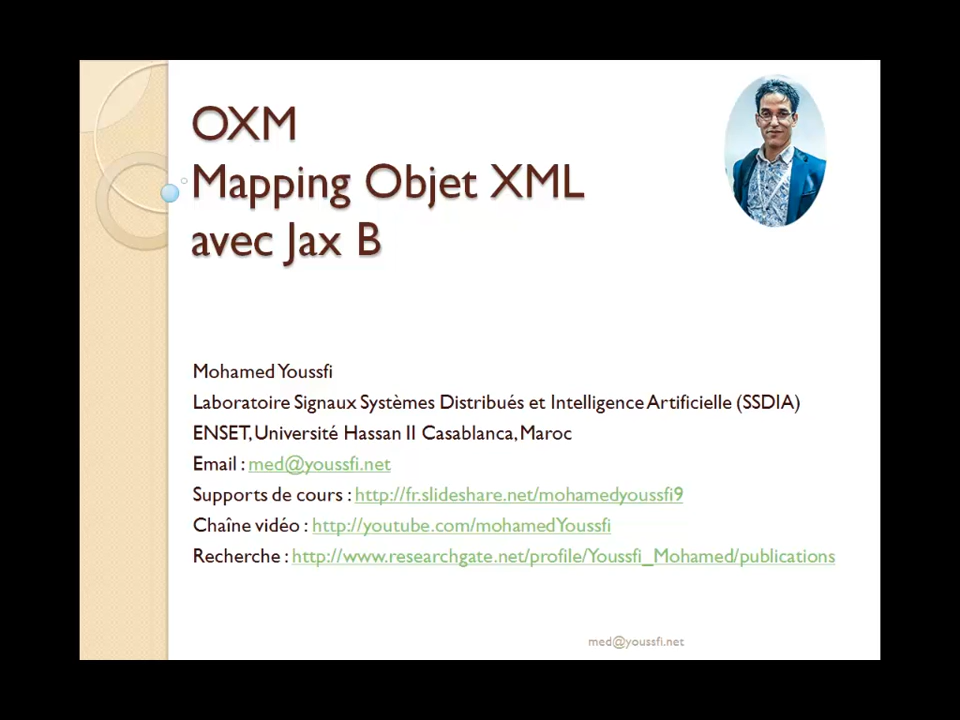 OXM
Mapping Objet XML
avec Jax B
Mohamed Youssfi
Laboratoire Signaux Systèmes Distribués et Intelligence Artificielle (SSDIA)
ENSET, Université Hassan II Casablanca, Maroc
Email : med@youssfi.net
Supports de cours : http://fr.slideshare.net/mohamedyoussfi9
Chaîne vidéo : http://youtube.com/mohamedYoussfi
Recherche : http://www.researchgate.net/profile/Youssfi_Mohamed/publications
med@youssfi.net